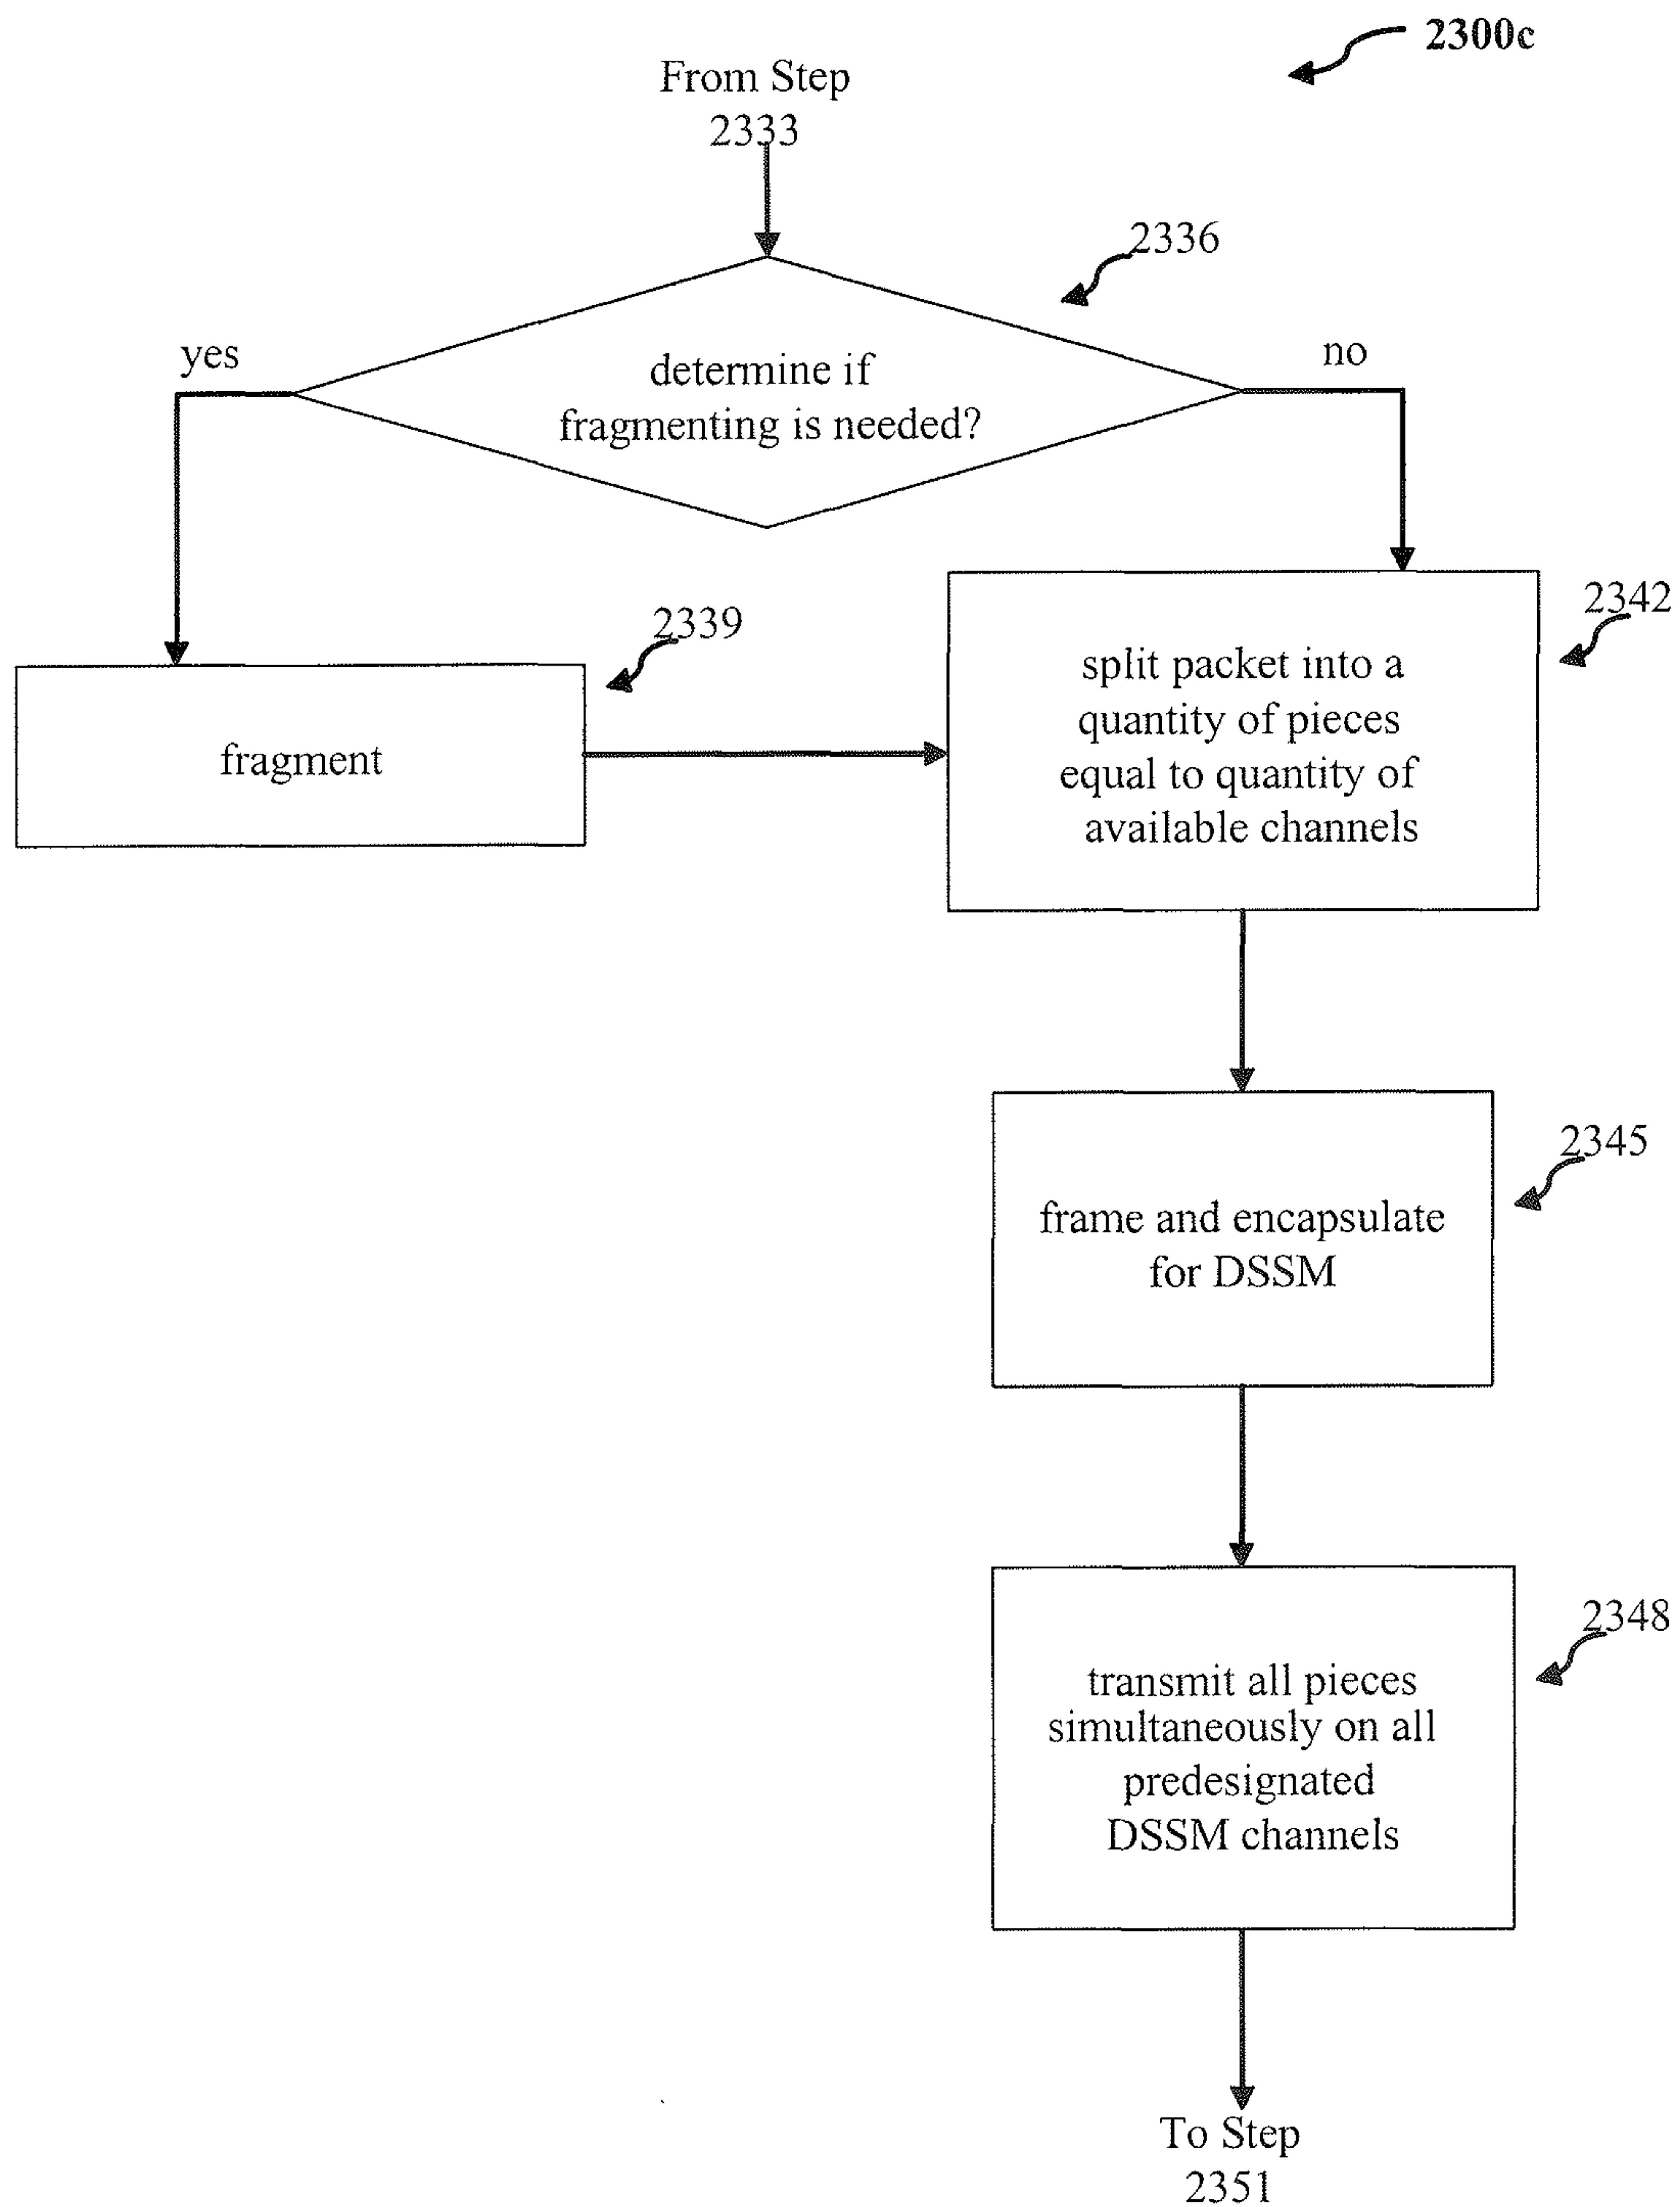 2300c
From Step
2333
2336
yes
no
determine if
fragmenting is needed?
2342
2339
split packet into a
quantity of pieces
equal to quantity of
available channels
fragment
2345
frame and encapsulate
for DSSM
2348
transmit all pieces
simultaneously on all
predesignated
DSSM channels
To Step
2351